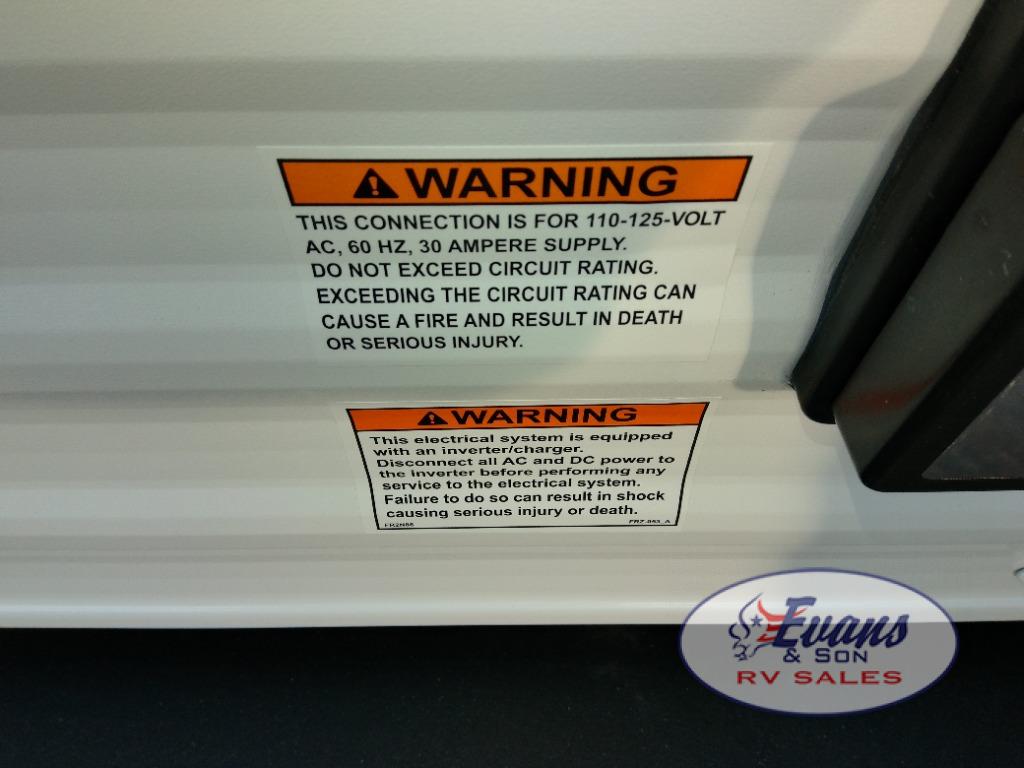 WARNING
THIS CONNECTION IS FOR 110-125-VOLT
AC, 60 HZ, 30 AMPERE SUPPLY.
DO NOT EXCEED CIRCUIT RATING.
EXCEEDING THE CIRCUIT RATING CAN
CAUSE A FIRE AND RESULT IN DEATH
OR SERIOUS INJURY.
WARNING
This electrical system is equipped
with an inverter/charger.
Disconnect all AC and DC power to
the inverter before performing any
service to the electrical system.
Failure to do so can result in shock
causing serious injury or death.
Evans
& SON
RV SALES